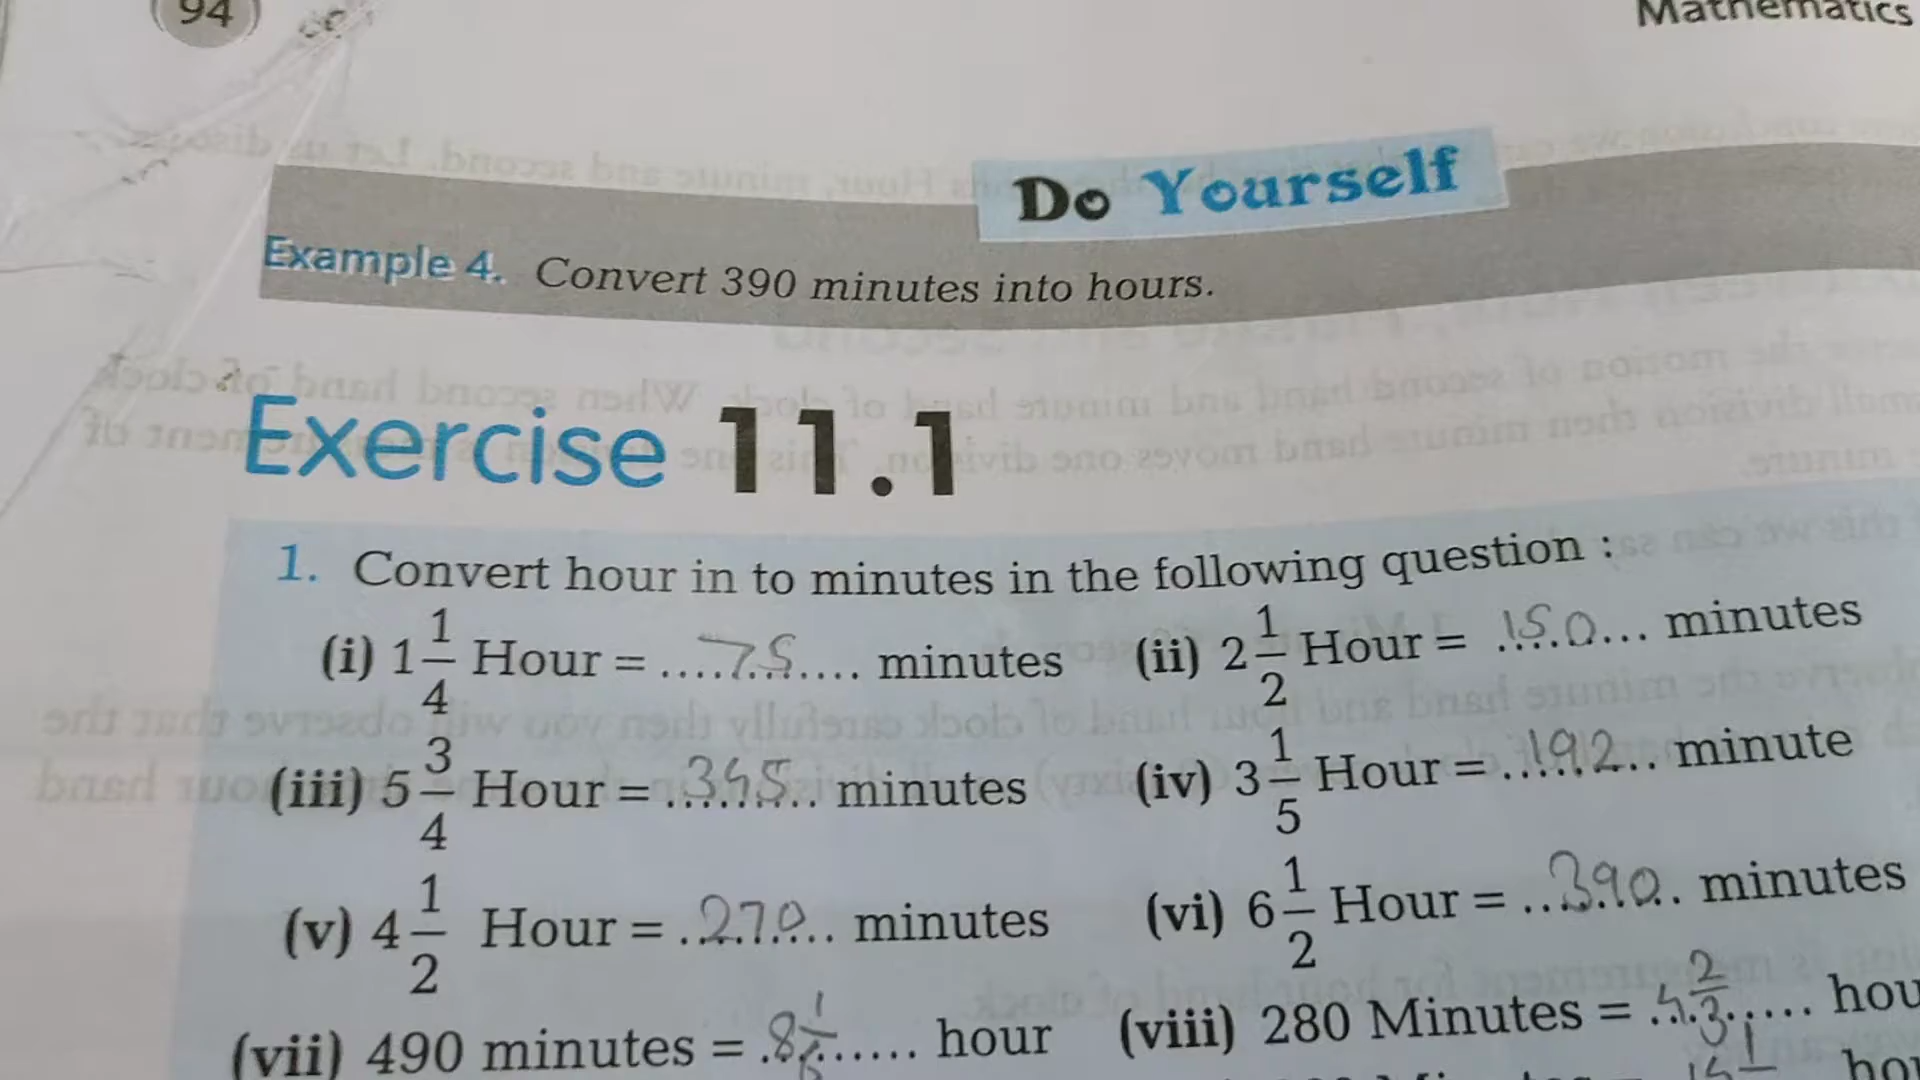 94
Mathematics
Do Yourself
Example 4. Convert 390 minutes into hours.
Exercise 11.1
1. Convert hour in to minutes in the following question :
(i) 1 1/4 Hour = ....75.... minutes (ii) 2 1/2 Hour = .150... minutes
(iii) 5 3/4 Hour = .345.. minutes (iv) 3 1/5 Hour = ..192.. minute
(v) 4 1/2 Hour = .270.. minutes (vi) 6 1/2 Hour = ..390.. minutes
(vii) 490 minutes = .8 1/6...... hour (viii) 280 Minutes = .4 2/3..... hou